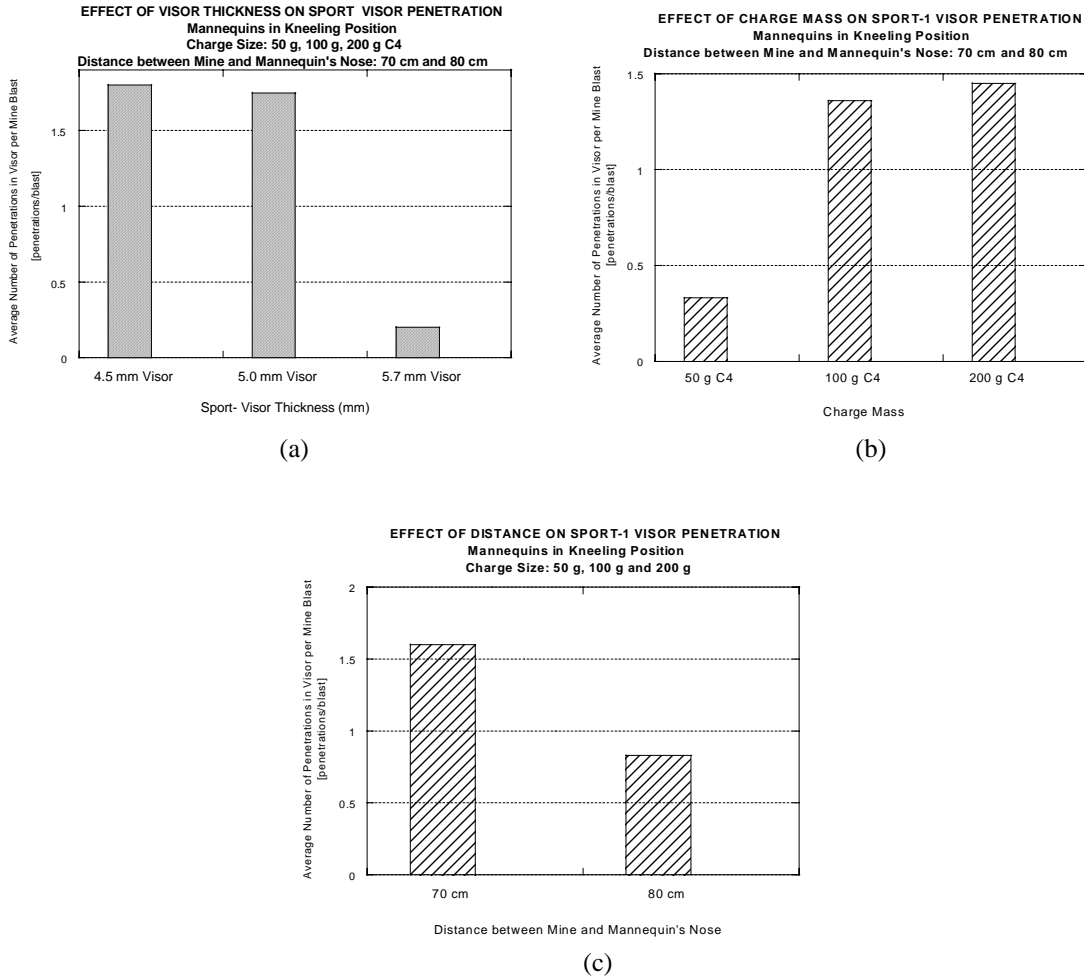 EFFECT OF VISOR THICKNESS ON SPORT  VISOR PENETRATION
Mannequins in Kneeling Position
Charge Size: 50 g, 100 g, 200 g C4
Distance between Mine and Mannequin's Nose: 70 cm and 80 cm
Average Number of Penetrations in Visor per Mine Blast
[penetrations/blast]
1.5
1
0.5
0
4.5 mm Visor
5.0 mm Visor
5.7 mm Visor
Sport- Visor Thickness (mm)
(a)
EFFECT OF CHARGE MASS ON SPORT-1 VISOR PENETRATION
Mannequins in Kneeling Position
Distance between Mine and Mannequin's Nose: 70 cm and 80 cm
Average Number of Penetrations in Visor per Mine Blast
[penetrations/blast]
1.5
1
0.5
0
50 g C4
100 g C4
200 g C4
Charge Mass
(b)
EFFECT OF DISTANCE ON SPORT-1 VISOR PENETRATION
Mannequins in Kneeling Position
Charge Size: 50 g, 100 g and 200 g
Average Number of Penetrations in Visor per Mine Blast
[penetrations/blast]
2
1.5
1
0.5
0
70 cm
80 cm
Distance between Mine and Mannequin's Nose
(c)